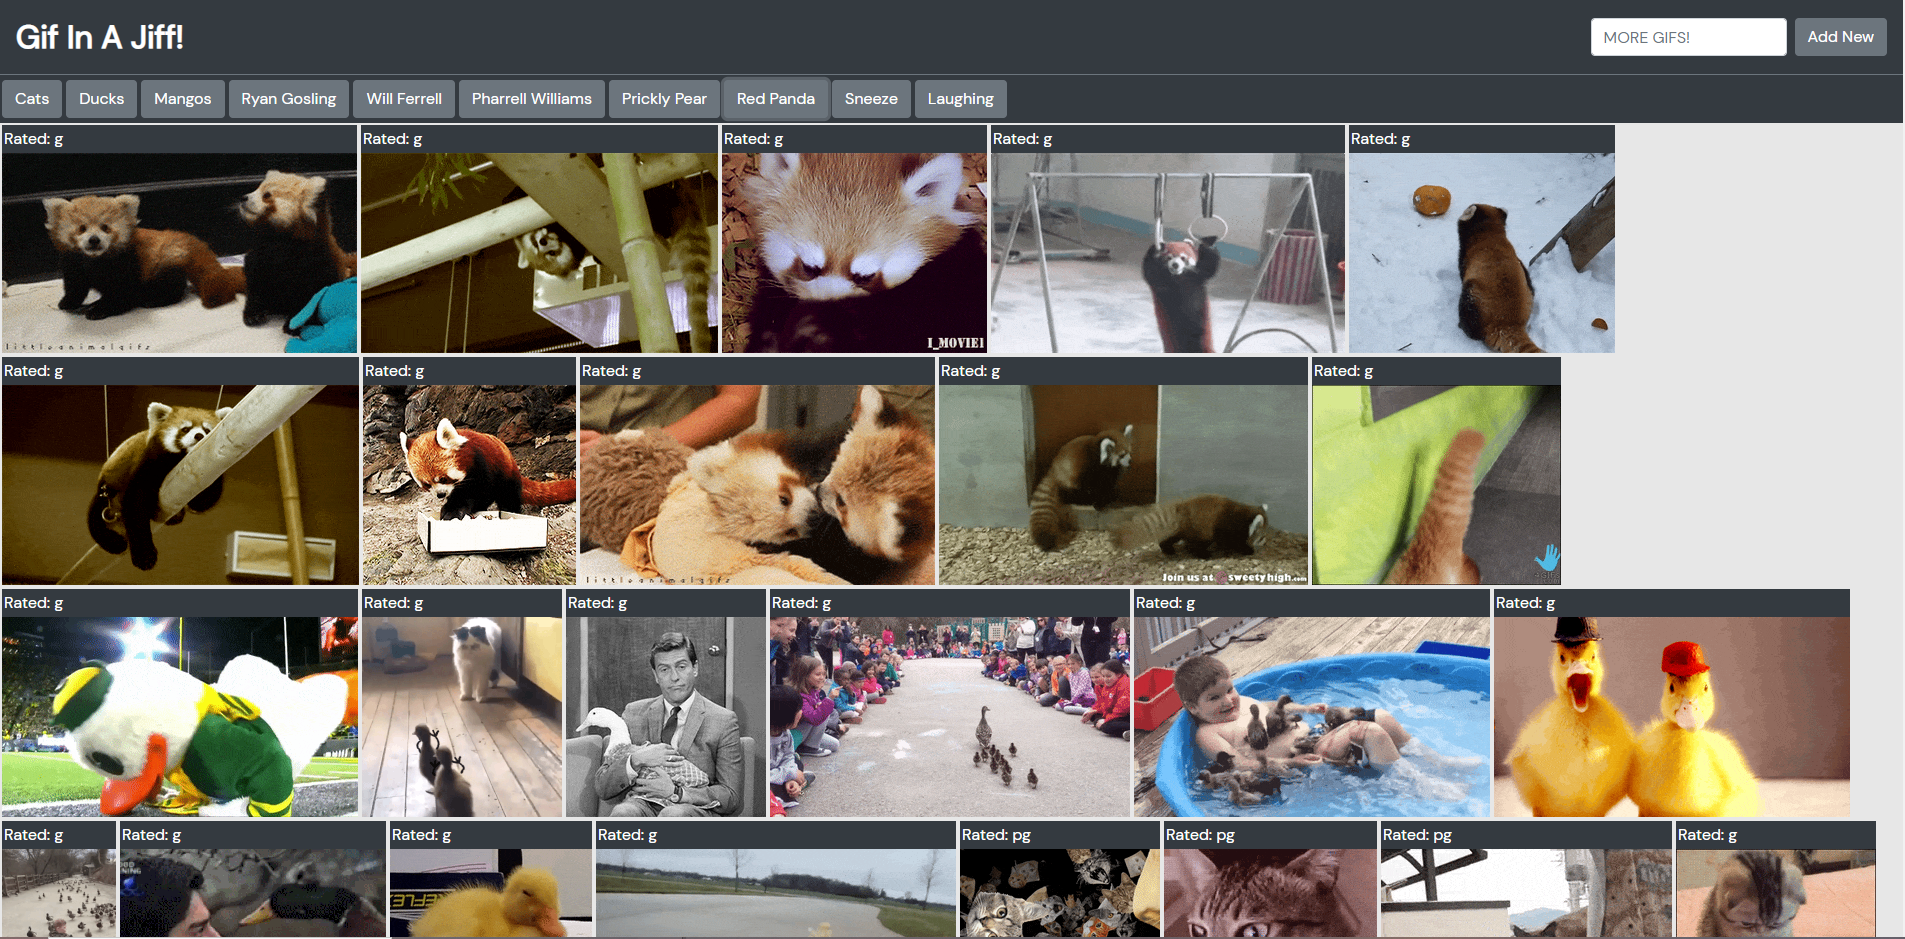 Gif In A Jiff!
MORE GIFS! Add New
Cats Ducks Mangos Ryan Gosling Will Ferrell Pharrell Williams Prickly Pear Red Panda Sneeze Laughing
Rated: g Rated: g Rated: g Rated: g Rated: g
littleanimalgifs
I_MOVIE1
Rated: g Rated: g Rated: g Rated: g Rated: g
littleanimalgifs
Join us at sweetyhigh.com
Rated: g Rated: g Rated: g Rated: g Rated: g Rated: g
Rated: g Rated: g Rated: g Rated: g Rated: pg Rated: pg Rated: pg Rated: g